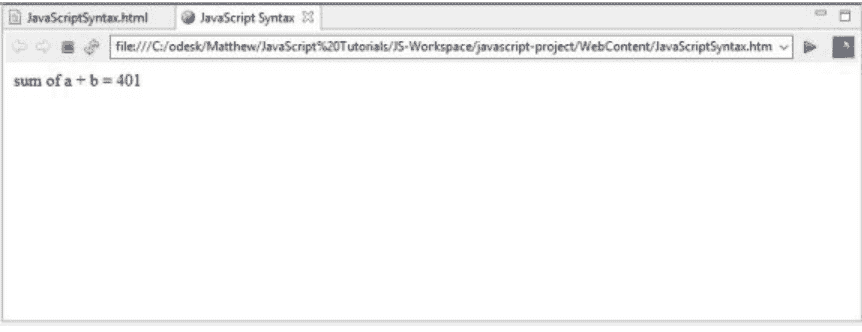 JavaScriptSyntax.html
JavaScript Syntax
file:///C:/odesk/Matthew/JavaScript%20Tutorials/JS-Workspace/javascript-project/WebContent/JavaScriptSyntax.htm
sum of a + b = 401